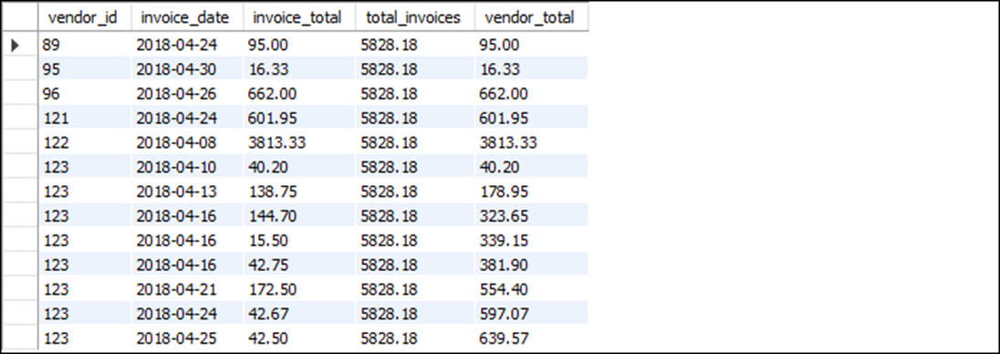 vendor_id invoice_date invoice_total total_invoices vendor_total
89 2018-04-24 95.00 5828.18 95.00
95 2018-04-30 16.33 5828.18 16.33
96 2018-04-26 662.00 5828.18 662.00
121 2018-04-24 601.95 5828.18 601.95
122 2018-04-08 3813.33 5828.18 3813.33
123 2018-04-10 40.20 5828.18 40.20
123 2018-04-13 138.75 5828.18 178.95
123 2018-04-16 144.70 5828.18 323.65
123 2018-04-16 15.50 5828.18 339.15
123 2018-04-16 42.75 5828.18 381.90
123 2018-04-21 172.50 5828.18 554.40
123 2018-04-24 42.67 5828.18 597.07
123 2018-04-25 42.50 5828.18 639.57